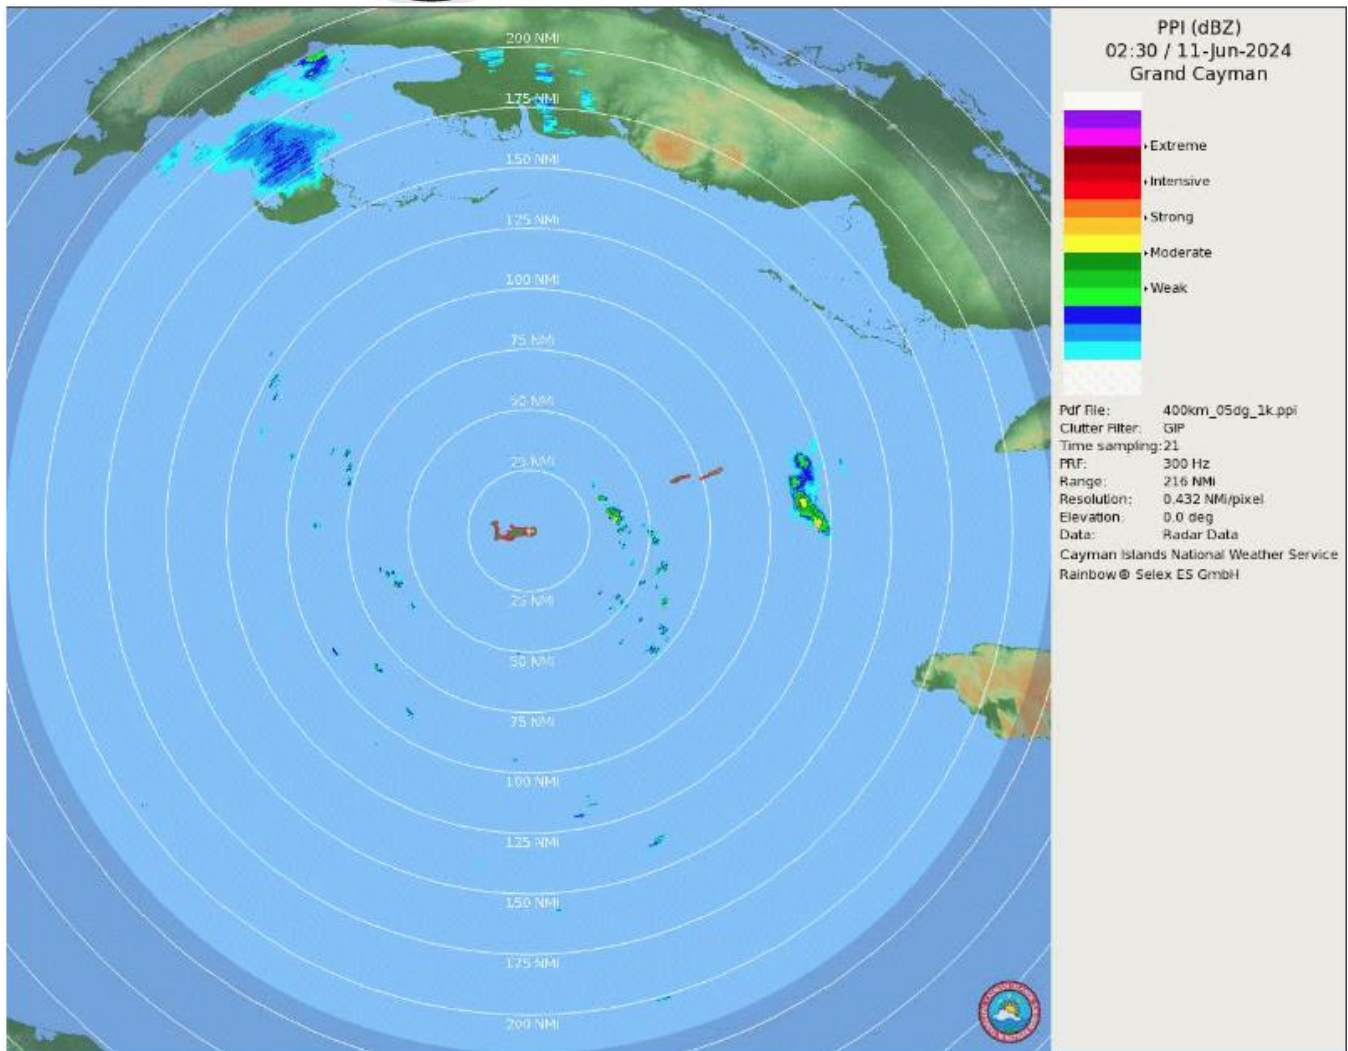 PPI (dBZ)
02:30 / 11-Jun-2024
Grand Cayman
Extreme
Intensive
Strong
Moderate
Weak
Pdf File: 400km_05dg_1k.ppi
Clutter Filter: GIP
Time sampling: 21
PRF: 300 Hz
Range: 216 NMi
Resolution: 0.432 NMi/pixel
Elevation: 0.0 deg
Data: Radar Data
Cayman Islands National Weather Service
Rainbow® Selex ES GmbH
200 NMi
175 NMi
150 NMi
125 NMi
100 NMi
75 NMi
50 NMi
25 NMi
25 NMi
50 NMi
75 NMi
100 NMi
125 NMi
150 NMi
175 NMi
200 NMi